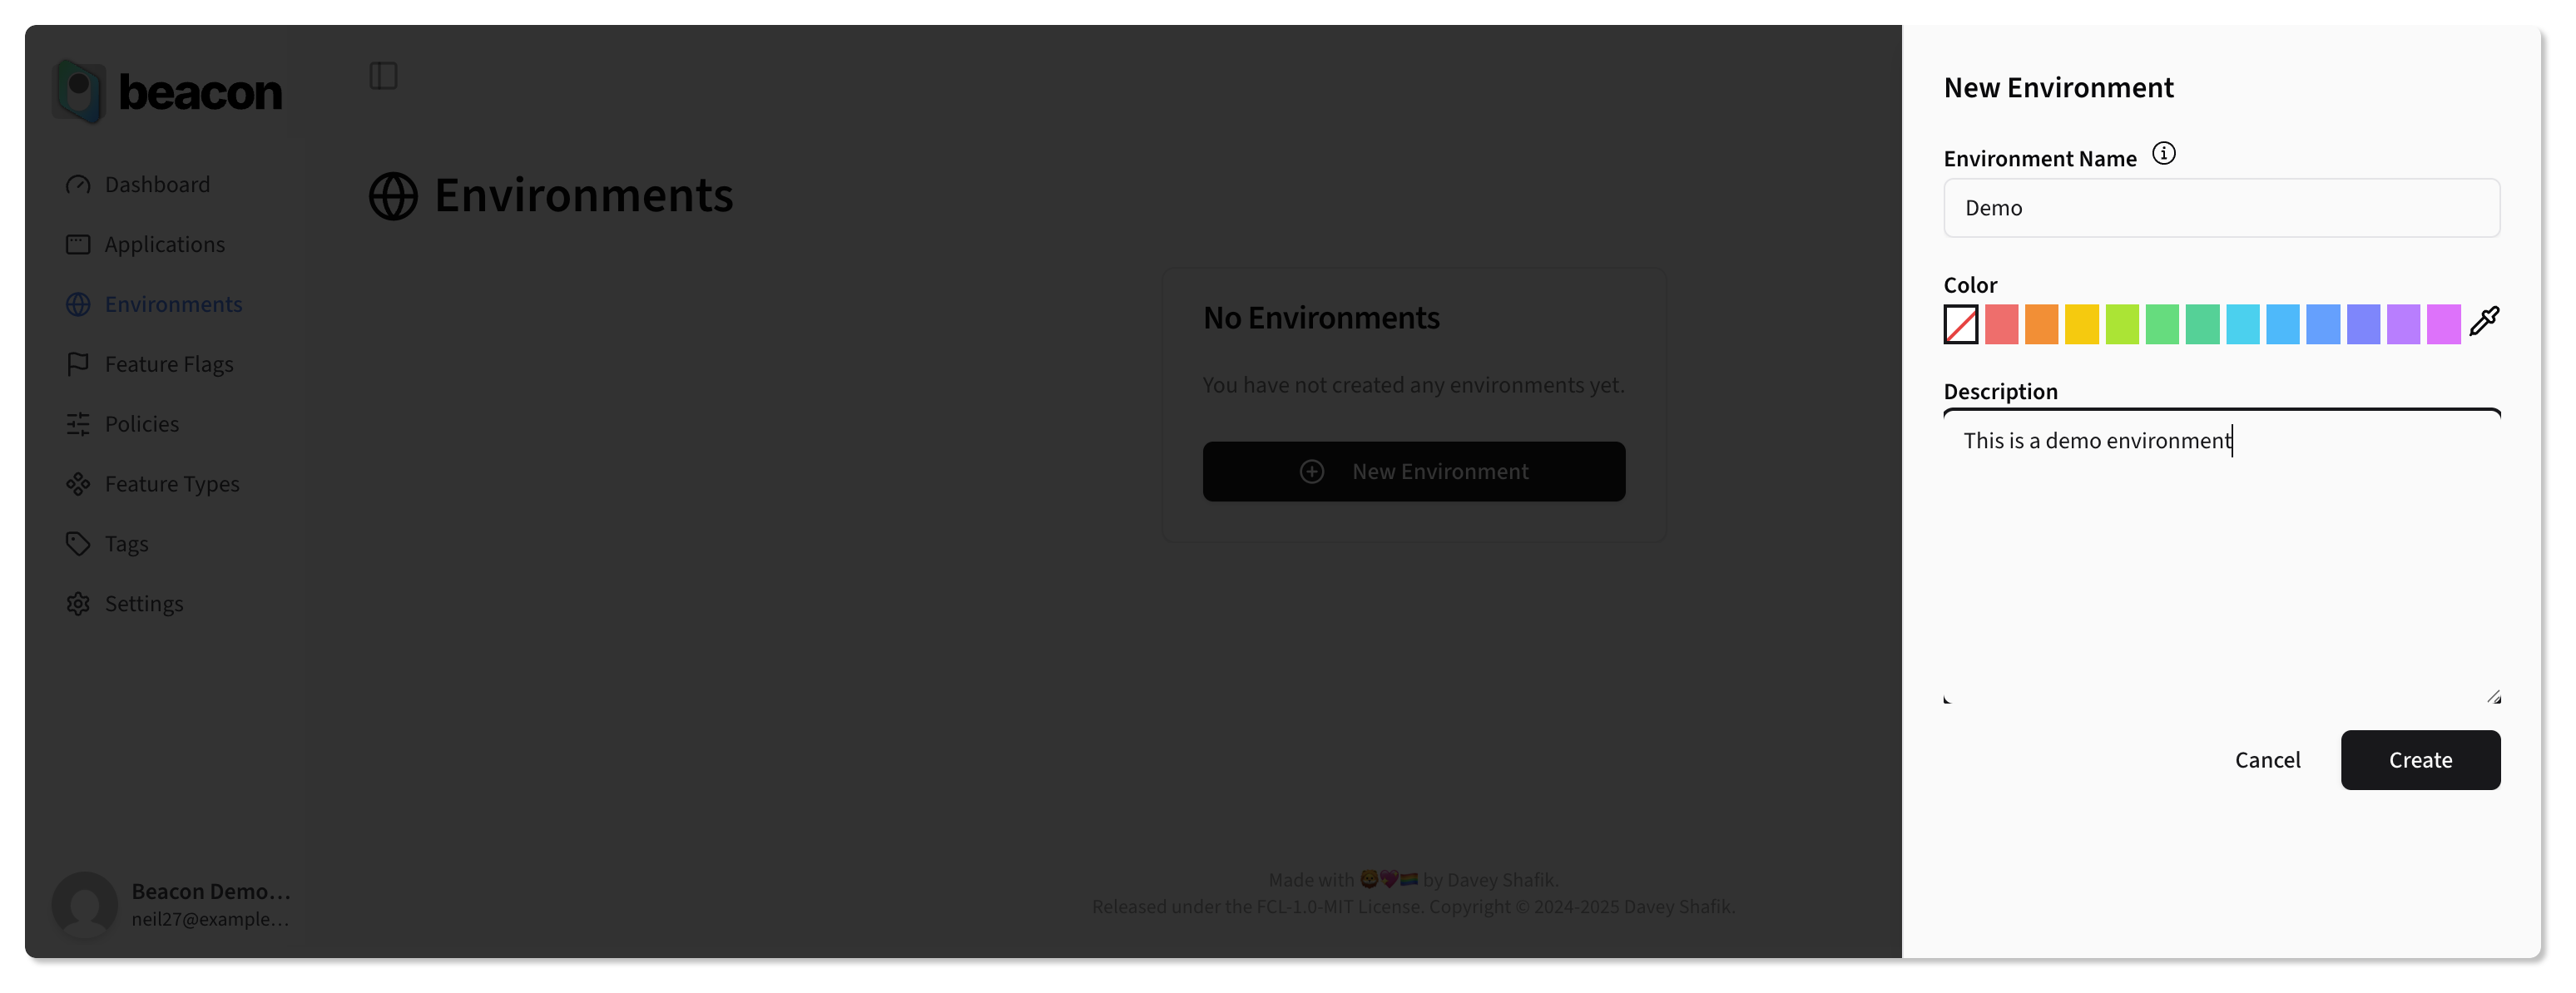 beacon
Dashboard
Applications
Environments
Feature Flags
Policies
Feature Types
Tags
Settings
Beacon Demo...
neil27@example...
Environments
No Environments
You have not created any environments yet.
New Environment
Made with 🦁💖🏳️‍🌈 by Davey Shafik.
Released under the FCL-1.0-MIT License. Copyright © 2024-2025 Davey Shafik.
New Environment
Environment Name
Demo
Color
Description
This is a demo environment
Cancel
Create